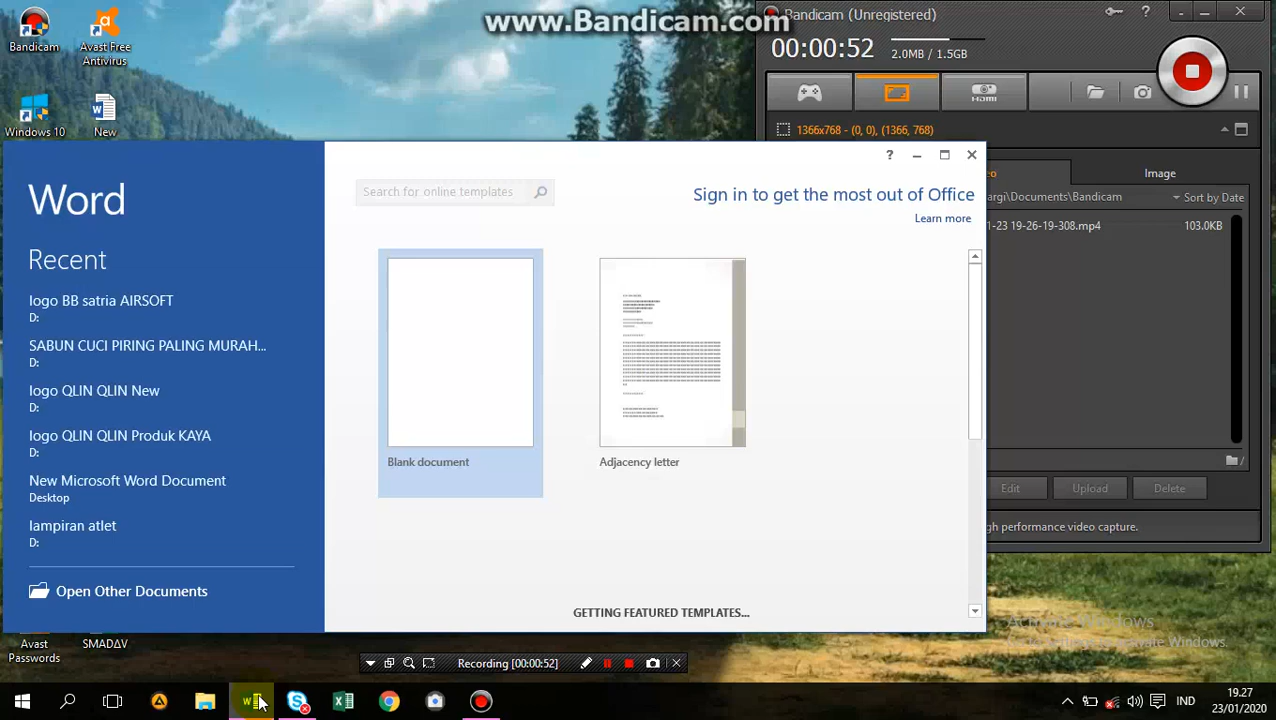 www.Bandicam.com
Bandicam
Avast Free
Antivirus
Windows 10
New
Bandicam (Unregistered)
00:00:52
2.0MB / 1.5GB
HDMI
1366x768 - (0, 0), (1366, 768)
Image
Sort by Date
103.0KB
Edit
Upload
Delete
Word
Recent
logo BB satria AIRSOFT
D:
SABUN CUCI PIRING PALING MURAH...
D:
logo QLIN QLIN New
D:
logo QLIN QLIN Produk KAYA
D:
New Microsoft Word Document
Desktop
lampiran atlet
D:
Open Other Documents
Search for online templates
Sign in to get the most out of Office
Learn more
Blank document
Adjacency letter
GETTING FEATURED TEMPLATES...
Avast
Passwords
SMADΔV
Recording [00:00:52]
Activate Windows
IND
19.27
23/01/2020